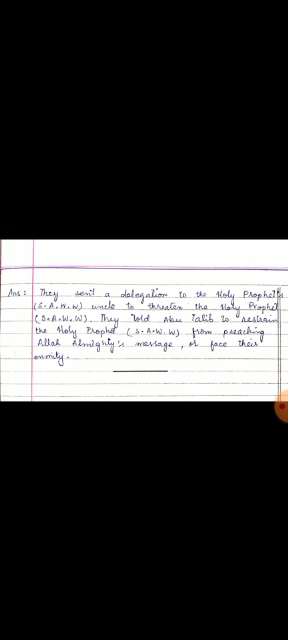 Ans: They sent a delegation to the Holy Prophet's
(S.A.W.W) uncle to threaten the Holy Prophet
(S.A.W.W). They told Abu Talib to restrain
the Holy Prophet (S.A.W.W) from preaching
Allah Almighty's message, or face their
enmity.